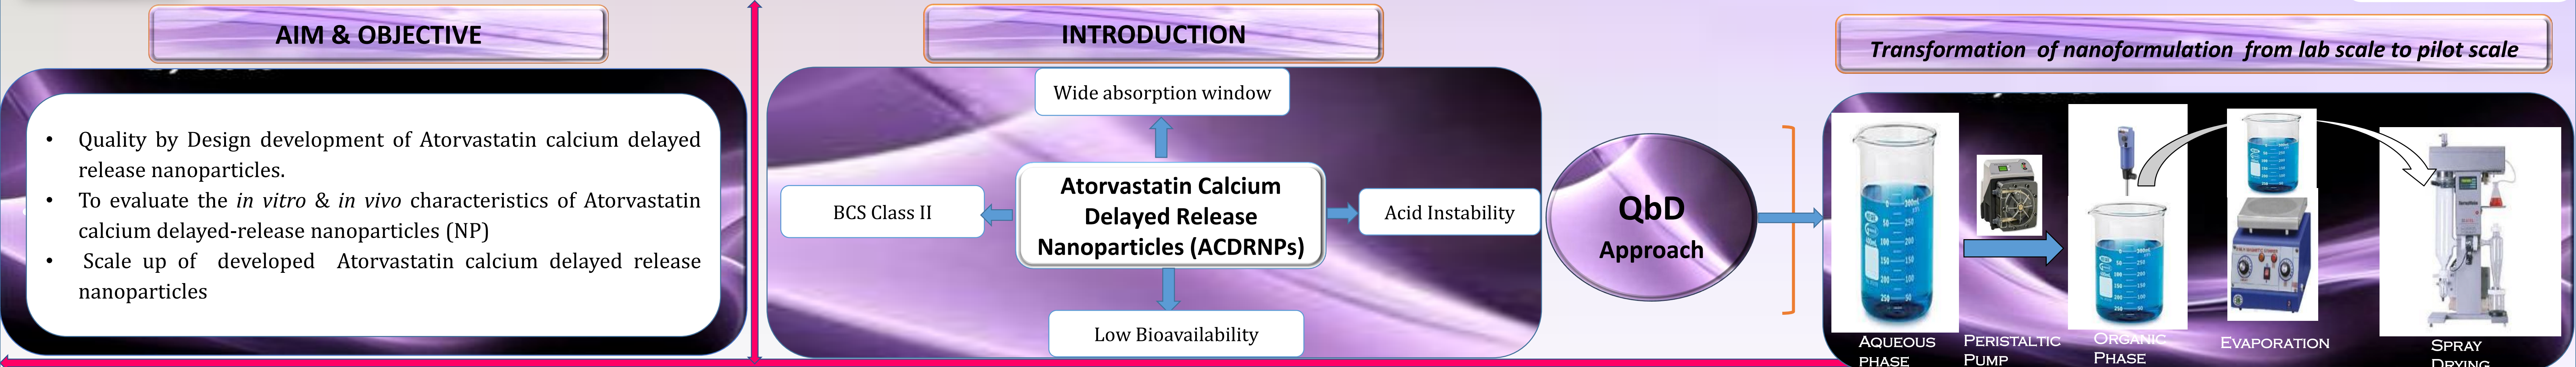 AIM & OBJECTIVE
• Quality by Design development of Atorvastatin calcium delayed
release nanoparticles.
• To evaluate the in vitro & in vivo characteristics of Atorvastatin
calcium delayed-release nanoparticles (NP)
• Scale up of developed Atorvastatin calcium delayed release
nanoparticles
INTRODUCTION
Wide absorption window
BCS Class II
Atorvastatin Calcium
Delayed Release
Nanoparticles (ACDRNPs)
Acid Instability
Low Bioavailability
QbD
Approach
Transformation of nanoformulation from lab scale to pilot scale
AQUEOUS
PHASE
PERISTALTIC
PUMP
ORGANIC
PHASE
EVAPORATION
SPRAY
DRYING